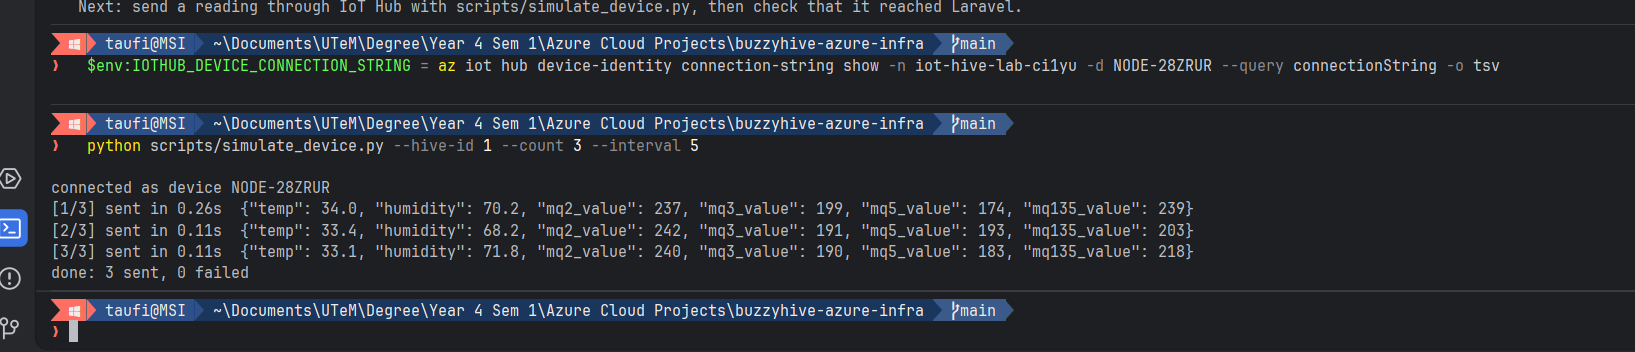 Next: send a reading through IoT Hub with scripts/simulate_device.py, then check that it reached Laravel.
taufi@MSI ~\Documents\UTeM\Degree\Year 4 Sem 1\Azure Cloud Projects\buzzyhive-azure-infra main
❯ $env:IOTHUB_DEVICE_CONNECTION_STRING = az iot hub device-identity connection-string show -n iot-hive-lab-ci1yu -d NODE-28ZRUR --query connectionString -o tsv
taufi@MSI ~\Documents\UTeM\Degree\Year 4 Sem 1\Azure Cloud Projects\buzzyhive-azure-infra main
❯ python scripts/simulate_device.py --hive-id 1 --count 3 --interval 5
connected as device NODE-28ZRUR
[1/3] sent in 0.26s  {"temp": 34.0, "humidity": 70.2, "mq2_value": 237, "mq3_value": 199, "mq5_value": 174, "mq135_value": 239}
[2/3] sent in 0.11s  {"temp": 33.4, "humidity": 68.2, "mq2_value": 242, "mq3_value": 191, "mq5_value": 193, "mq135_value": 203}
[3/3] sent in 0.11s  {"temp": 33.1, "humidity": 71.8, "mq2_value": 240, "mq3_value": 190, "mq5_value": 183, "mq135_value": 218}
done: 3 sent, 0 failed
taufi@MSI ~\Documents\UTeM\Degree\Year 4 Sem 1\Azure Cloud Projects\buzzyhive-azure-infra main
❯